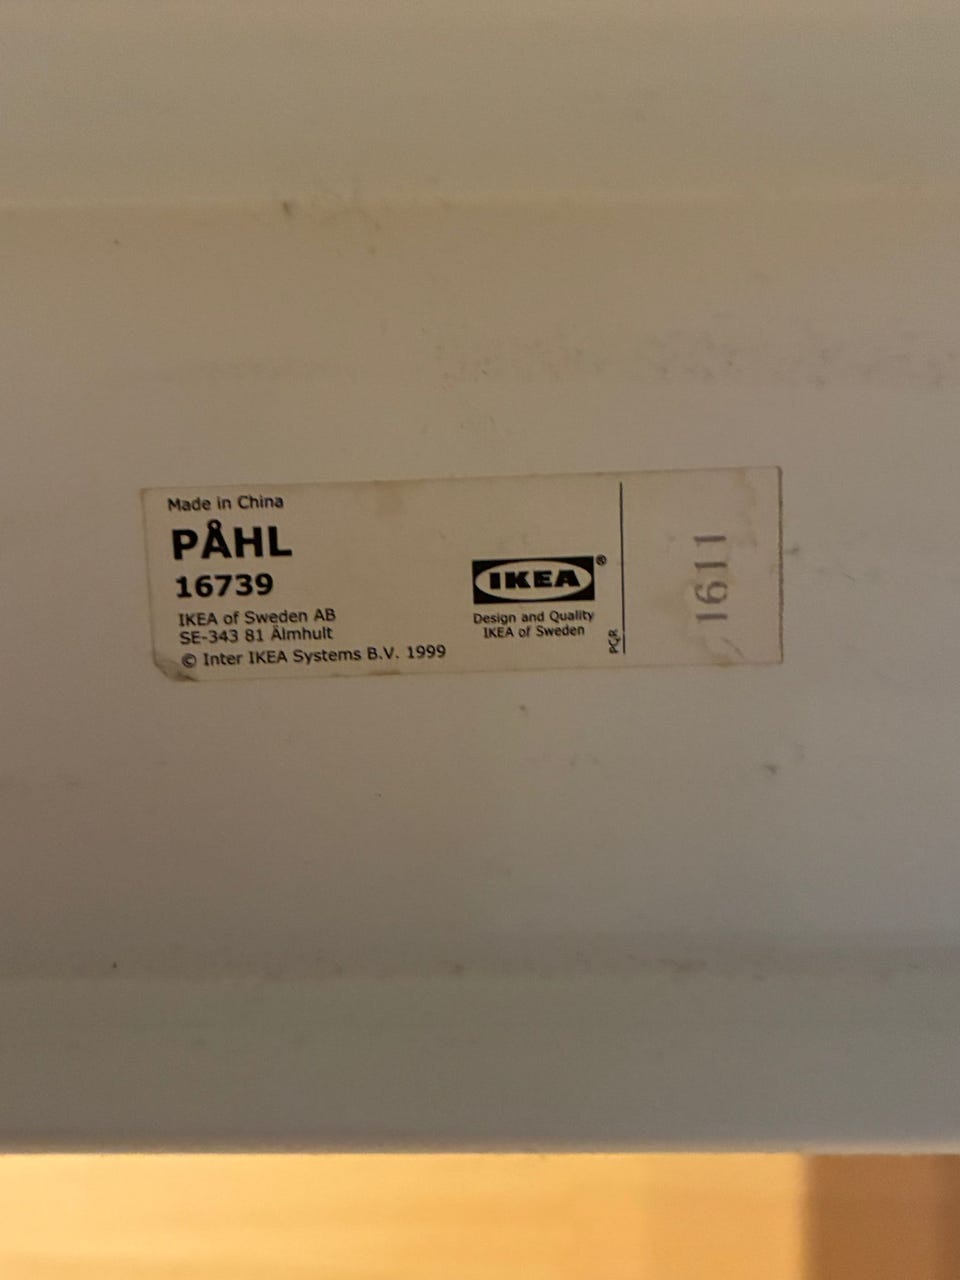 Made in China
PÅHL
16739
IKEA of Sweden AB
SE-343 81 Älmhult
© Inter IKEA Systems B.V. 1999
IKEA®
Design and Quality
IKEA of Sweden
PQR
1611